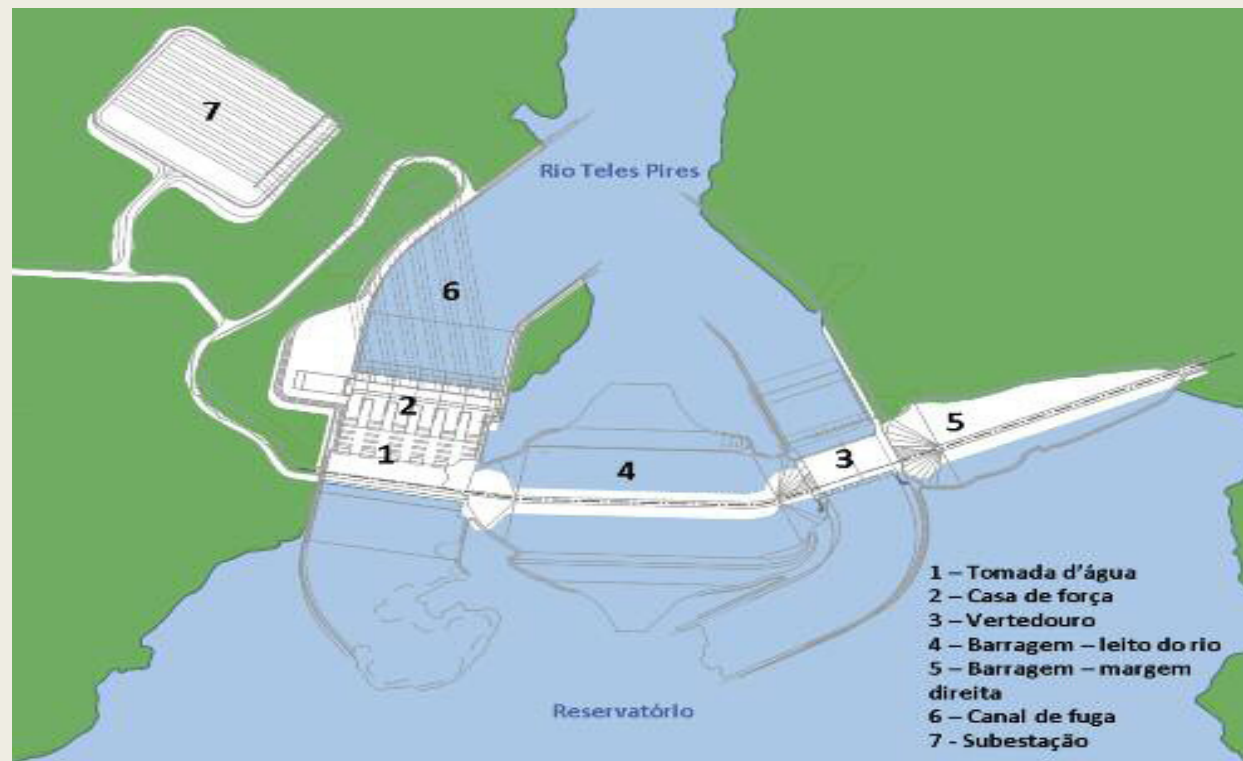 7
Rio Teles Pires
6
2
1
4
3
5
1 – Tomada d'água
2 – Casa de força
3 – Vertedouro
4 – Barragem – leito do rio
5 – Barragem – margem
direita
6 – Canal de fuga
7 - Subestação
Reservatório